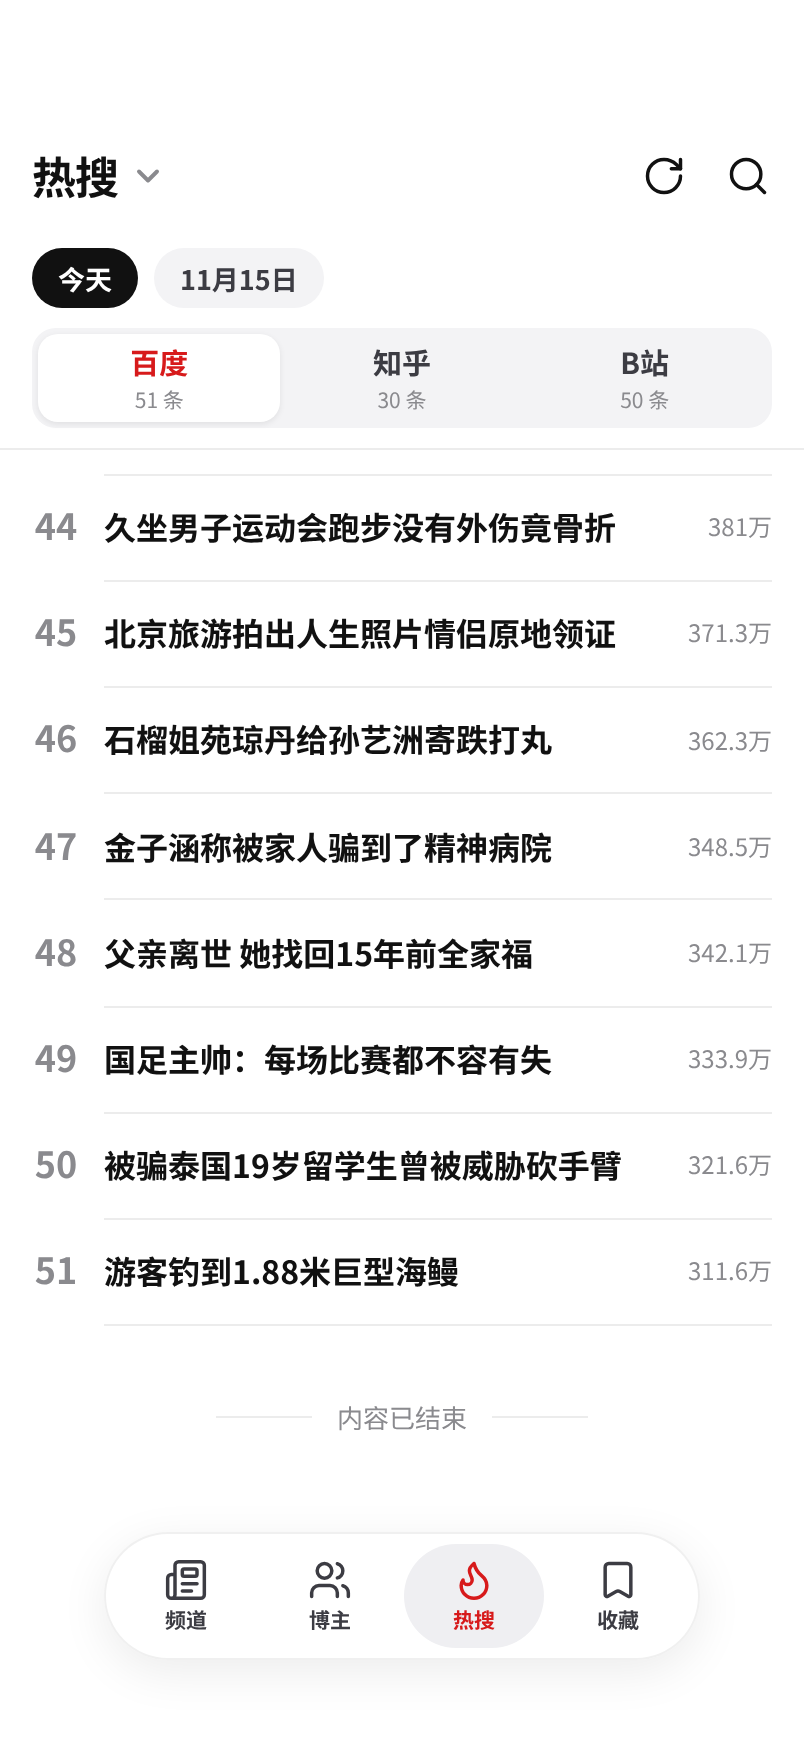 热搜
今天 11月15日
百度 知乎 B站
51 条 30 条 50 条
44 久坐男子运动会跑步没有外伤竟骨折 381万
45 北京旅游拍出人生照片情侣原地领证 371.3万
46 石榴姐苑琼丹给孙艺洲寄跌打丸 362.3万
47 金子涵称被家人骗到了精神病院 348.5万
48 父亲离世 她找回15年前全家福 342.1万
49 国足主帅：每场比赛都不容有失 333.9万
50 被骗泰国19岁留学生曾被威胁砍手臂 321.6万
51 游客钓到1.88米巨型海鳗 311.6万
内容已结束
频道 博主 热搜 收藏